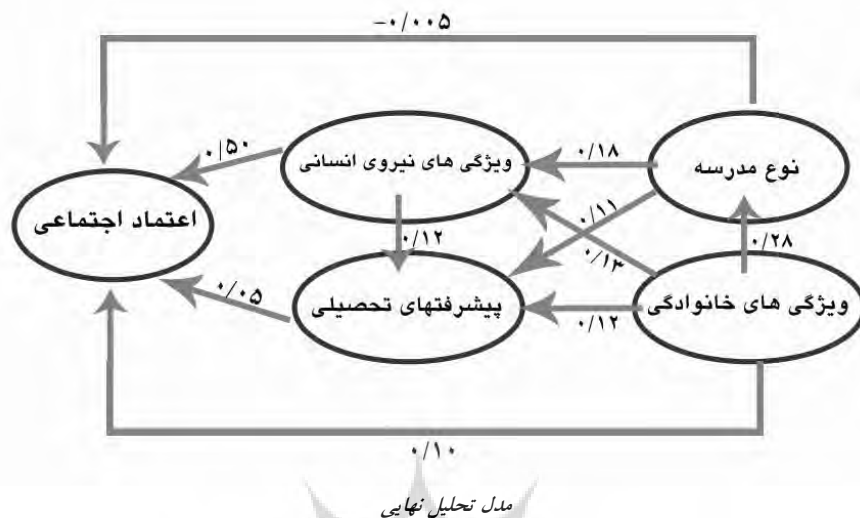 -۰/۰۰۵
نوع مدرسه
۰/۱۸
ویژگی های نیروی انسانی
۰/۵۰
اعتماد اجتماعی
۰/۱۱
۰/۱۳
۰/۲۸
۰/۱۲
ویژگی های خانوادگی
۰/۱۲
پیشرفتهای تحصیلی
۰/۰۵
۰/۱۰
مدل تحلیل نهایی